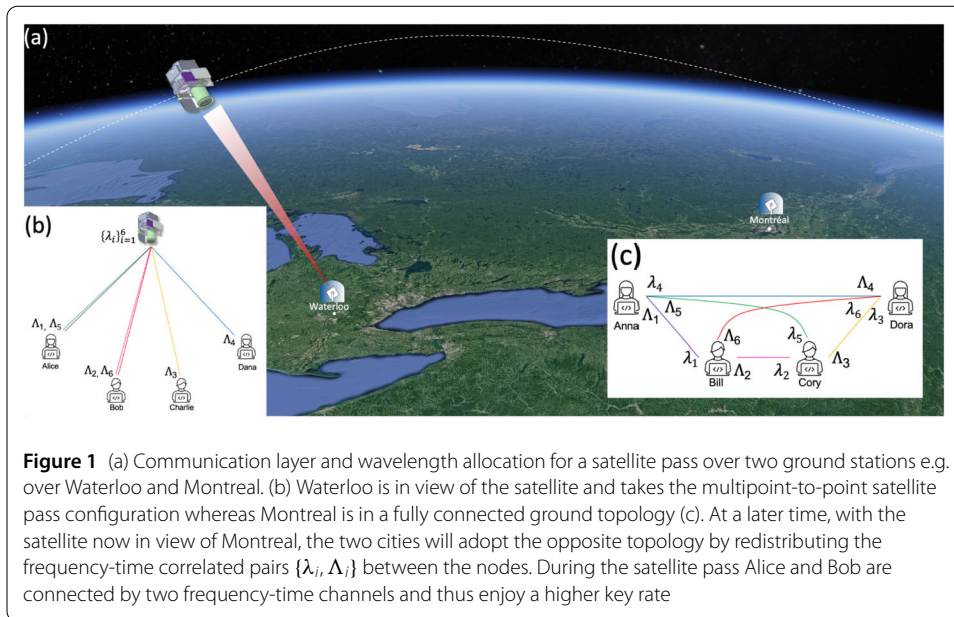 (a)
Montréal
Waterloo
(b)
{λᵢ}⁶ᵢ₌₁
Λ₁, Λ₅
Alice
Λ₂, Λ₆
Bob
Λ₃
Charlie
Λ₄
Dana
(c)
λ₄ Λ₄
Anna Λ₁ Λ₅ λ₆ λ₃ Dora
Λ₆ λ₅
λ₁ Λ₂ λ₂ Λ₃
Bill Cory
Figure 1 (a) Communication layer and wavelength allocation for a satellite pass over two ground stations e.g.
over Waterloo and Montreal. (b) Waterloo is in view of the satellite and takes the multipoint-to-point satellite
pass configuration whereas Montreal is in a fully connected ground topology (c). At a later time, with the
satellite now in view of Montreal, the two cities will adopt the opposite topology by redistributing the
frequency-time correlated pairs {λᵢ, Λᵢ} between the nodes. During the satellite pass Alice and Bob are
connected by two frequency-time channels and thus enjoy a higher key rate